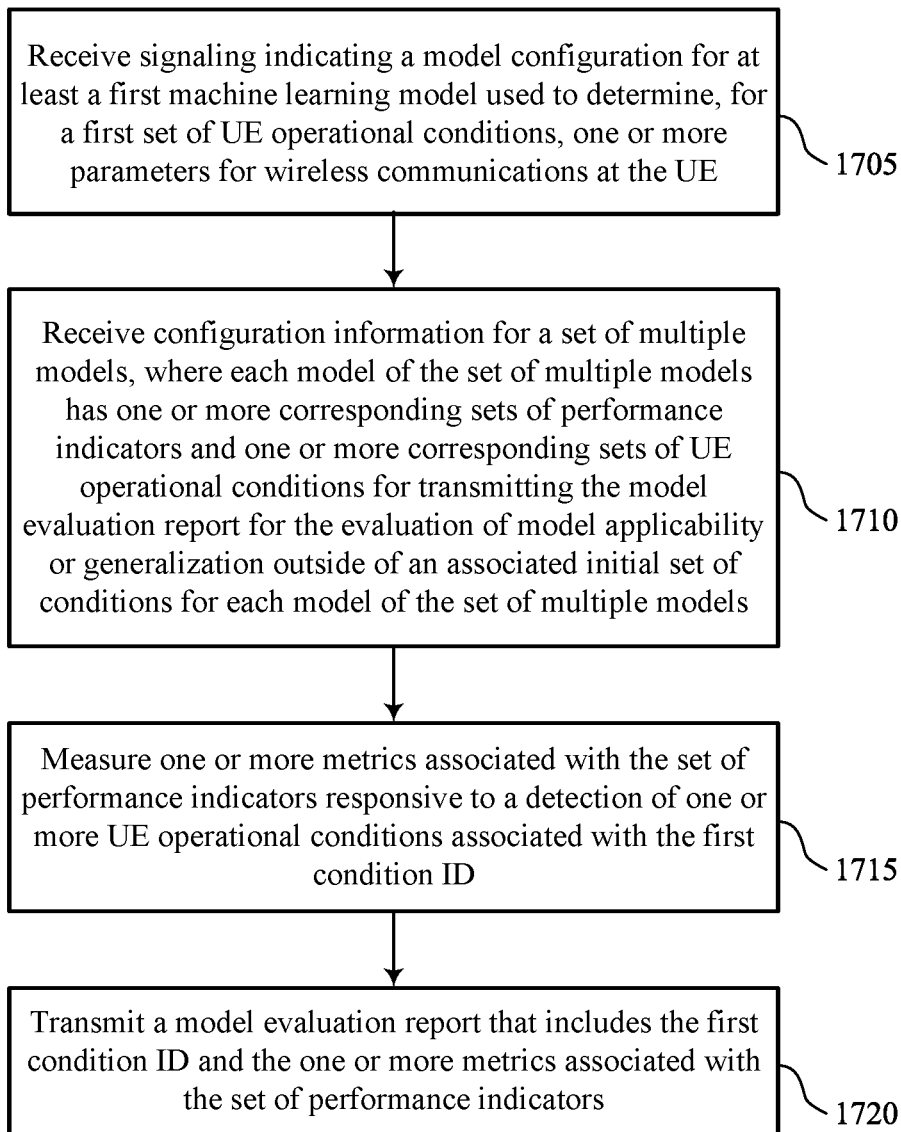 Receive signaling indicating a model configuration for at
least a first machine learning model used to determine, for
a first set of UE operational conditions, one or more
parameters for wireless communications at the UE
1705
Receive configuration information for a set of multiple
models, where each model of the set of multiple models
has one or more corresponding sets of performance
indicators and one or more corresponding sets of UE
operational conditions for transmitting the model
evaluation report for the evaluation of model applicability
or generalization outside of an associated initial set of
conditions for each model of the set of multiple models
1710
Measure one or more metrics associated with the set of
performance indicators responsive to a detection of one or
more UE operational conditions associated with the first
condition ID
1715
Transmit a model evaluation report that includes the first
condition ID and the one or more metrics associated with
the set of performance indicators
1720